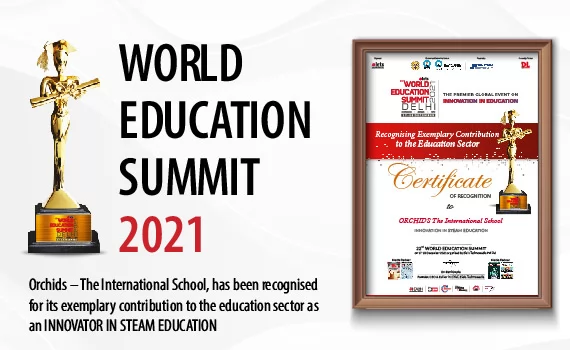 WORLD
EDUCATION
SUMMIT
2021
Orchids – The International School, has been recognised
for its exemplary contribution to the education sector as
an INNOVATOR IN STEAM EDUCATION
WORLD
EDUCATION
SUMMIT
DELHI
2021
THE PREMIER GLOBAL EVENT ON
INNOVATION IN EDUCATION
Recognising Exemplary Contribution
to the Education Sector
Certificate
OF RECOGNITION
to
ORCHIDS The International School
INNOVATION IN STEAM EDUCATION
WORLD EDUCATION SUMMIT